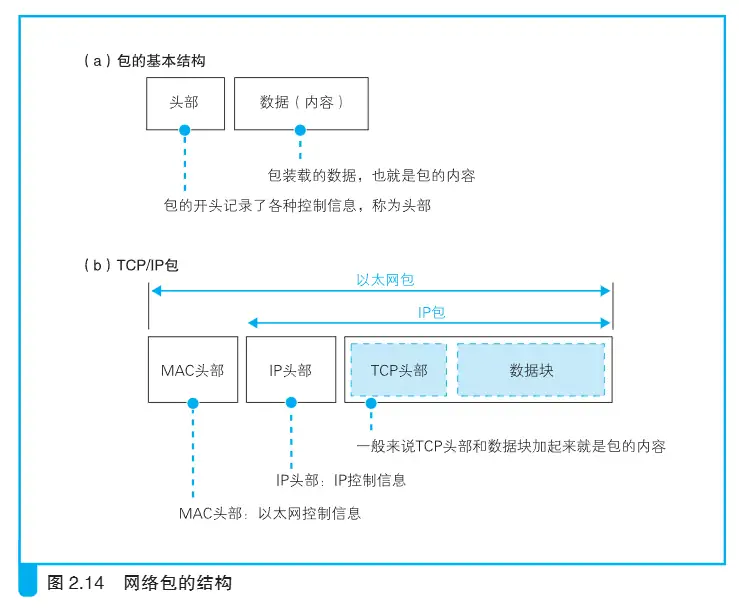 （a）包的基本结构
头部
数据（内容）
包装载的数据，也就是包的内容
包的开头记录了各种控制信息，称为头部
（b）TCP/IP包
以太网包
IP包
MAC头部
IP头部
TCP头部
数据块
一般来说TCP头部和数据块加起来就是包的内容
IP头部：IP控制信息
MAC头部：以太网控制信息
图 2.14 网络包的结构